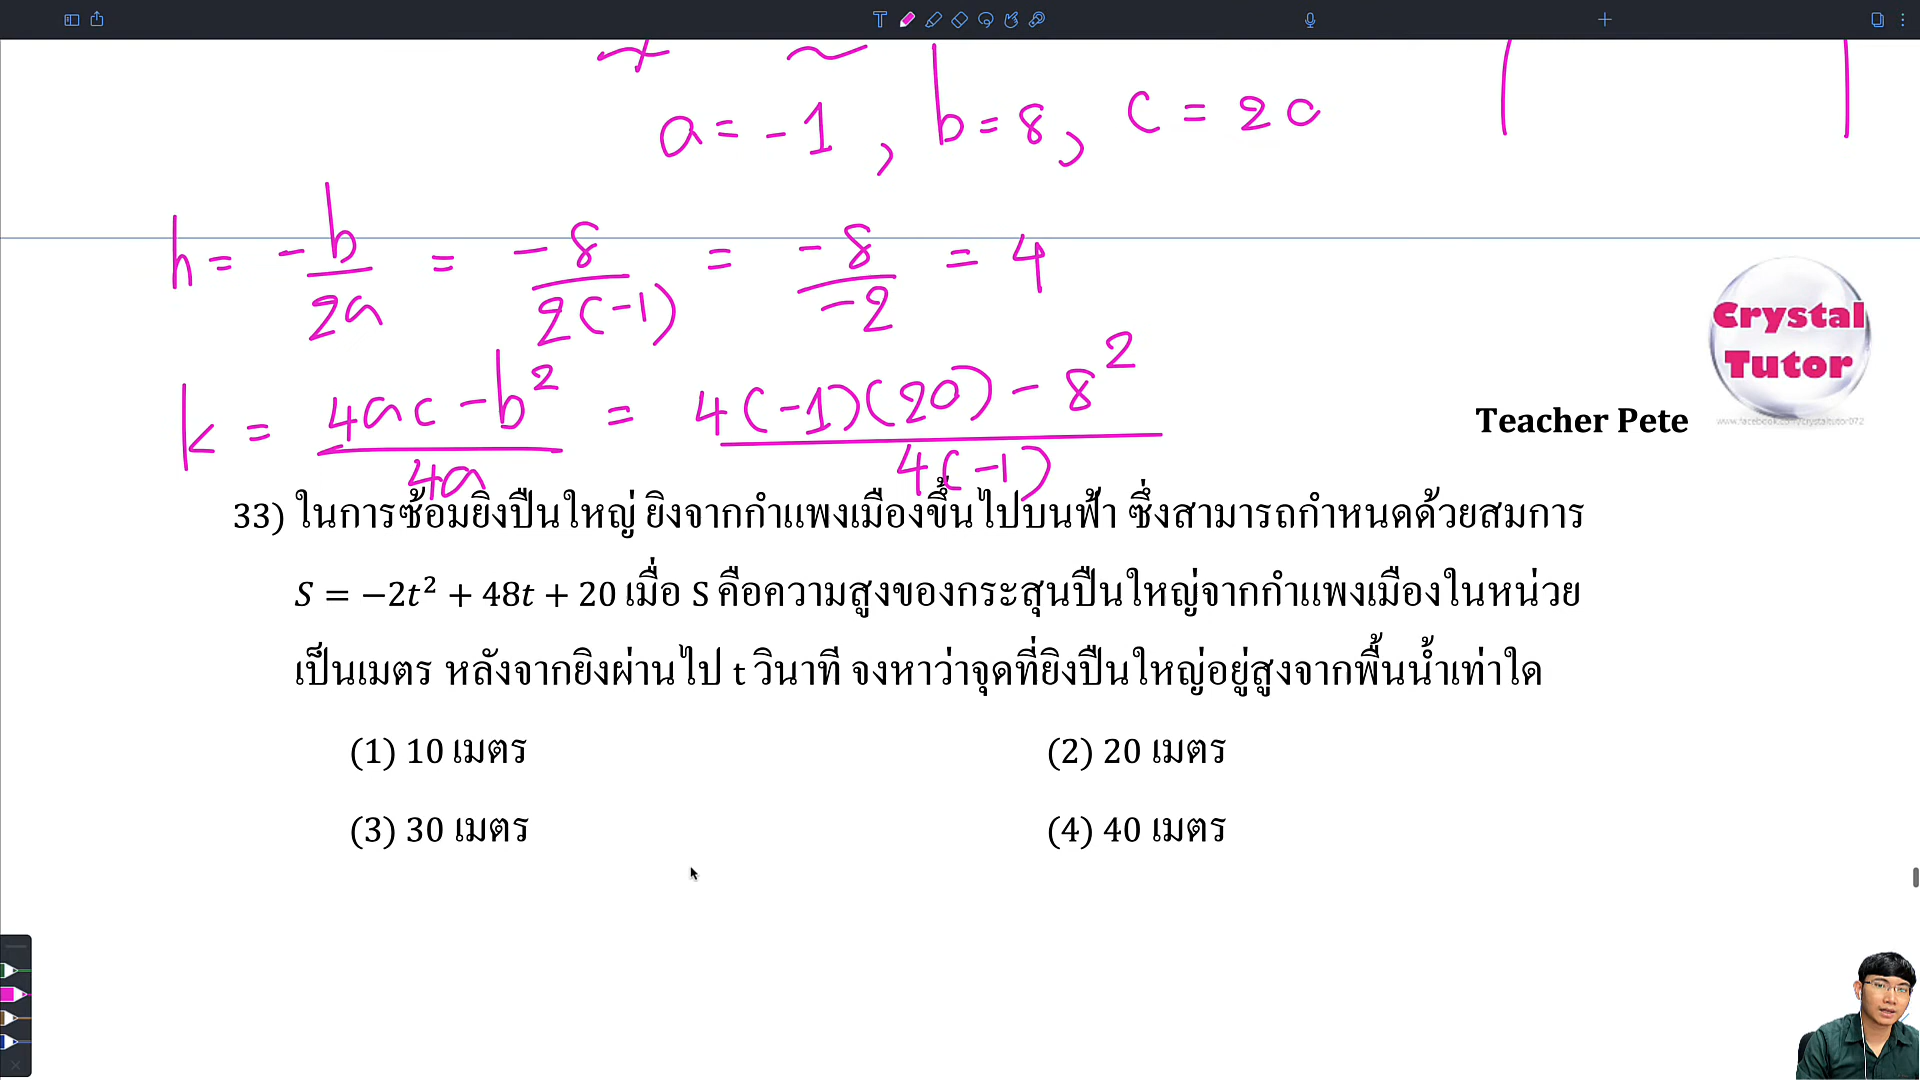 a = -1 , b = 8, c = 20
h = -b/2a = -8/2(-1) = -8/-2 = 4
k = 4ac - b²/4a = 4(-1)(20) - 8²/4(-1)
Crystal
Tutor
www.facebook.com/crystaltutor072
Teacher Pete
33) ในการซ้อมยิงปืนใหญ่ ยิงจากกำแพงเมืองขึ้นไปบนฟ้า ซึ่งสามารถกำหนดด้วยสมการ
S = −2t² + 48t + 20 เมื่อ S คือความสูงของกระสุนปืนใหญ่จากกำแพงเมืองในหน่วย
เป็นเมตร หลังจากยิงผ่านไป t วินาที จงหาว่าจุดที่ยิงปืนใหญ่อยู่สูงจากพื้นน้ำเท่าใด
(1) 10 เมตร
(2) 20 เมตร
(3) 30 เมตร
(4) 40 เมตร